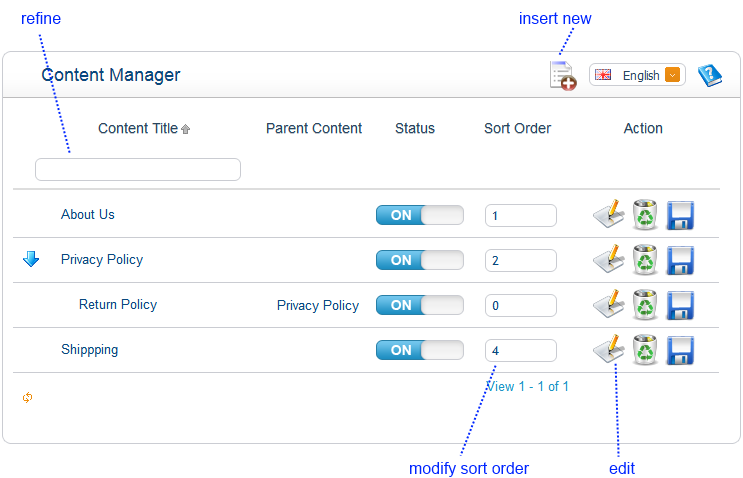 refine insert new
Content Manager English
Content Title Parent Content Status Sort Order Action
About Us ON 1
Privacy Policy ON 2
Return Policy Privacy Policy ON 0
Shippping ON 4
View 1 - 1 of 1
modify sort order edit